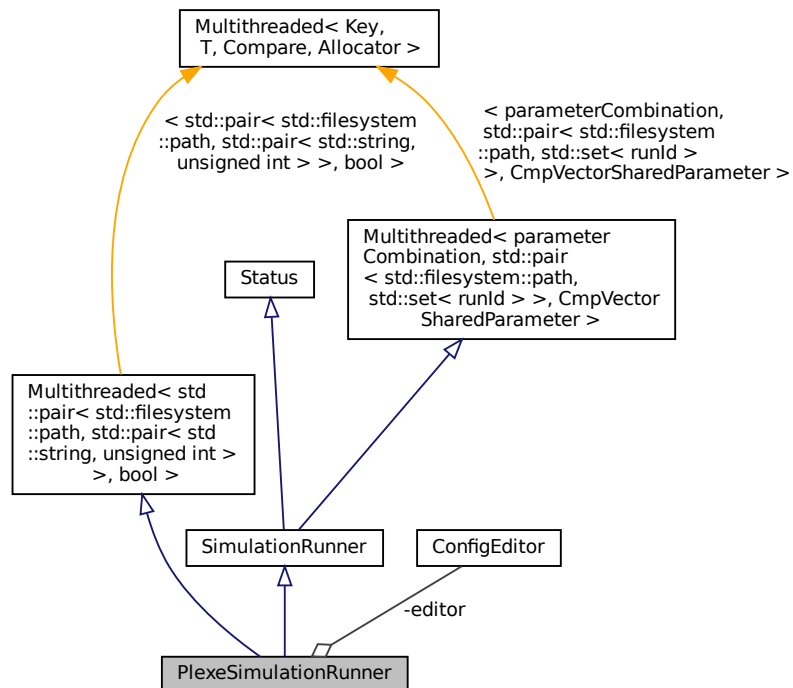 Multithreaded< Key,
T, Compare, Allocator >
< std::pair< std::filesystem
::path, std::pair< std::string,
unsigned int > >, bool >
< parameterCombination,
std::pair< std::filesystem
::path, std::set< runId >
>, CmpVectorSharedParameter >
Multithreaded< parameter
Combination, std::pair
< std::filesystem::path,
std::set< runId > >, CmpVector
SharedParameter >
Status
Multithreaded< std
::pair< std::filesystem
::path, std::pair< std
::string, unsigned int >
>, bool >
SimulationRunner
ConfigEditor
-editor
PlexeSimulationRunner